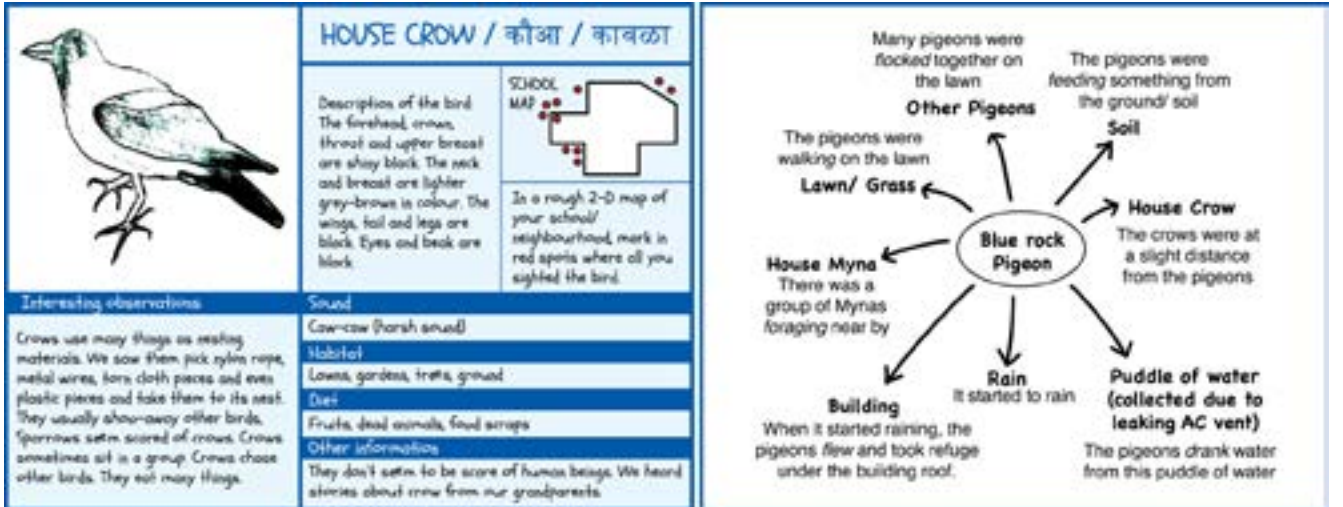 HOUSE CROW / कौआ / कावळा
Description of the bird
The forehead, crown,
throat and upper breast
are shiny black. The neck
and breast are lighter
grey-brown in colour. The
wings, tail and legs are
black. Eyes and beak are
black.
SCHOOL
MAP
In a rough 2-D map of
your school/
neighbourhood, mark in
red spots where all you
sighted the bird.
Interesting observations
Crows use many things as nesting
materials. We saw them pick nylon rope,
metal wires, torn cloth pieces and even
plastic pieces and take them to its nest.
They usually show-away other birds.
Sparrows seem scared of crows. Crows
sometimes sit in a group. Crows chase
other birds. They eat many things.
Sound
Caw-caw (harsh sound)
Habitat
Lawns, gardens, trees, ground
Diet
Fruits, dead animals, food scraps
Other information
They don't seem to be scare of human beings. We heard
stories about crow from our grandparents.
Many pigeons were
flocked together on
the lawn
Other Pigeons
The pigeons were
feeding something from
the ground/ soil
Soil
The pigeons were
walking on the lawn
Lawn/ Grass
House Crow
The crows were at
a slight distance
from the pigeons
Blue rock
Pigeon
House Myna
There was a
group of Mynas
foraging near by
Building
When it started raining, the
pigeons flew and took refuge
under the building roof.
Rain
It started to rain
Puddle of water
(collected due to
leaking AC vent)
The pigeons drank water
from this puddle of water